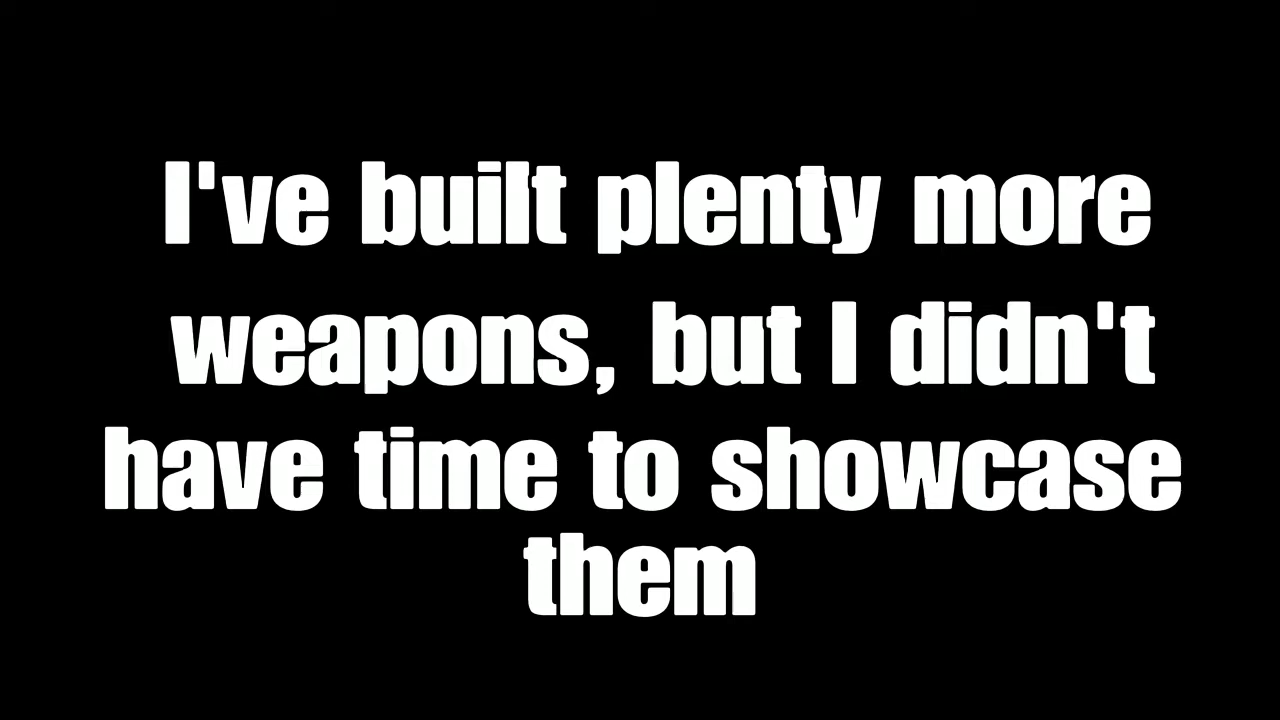 I've built plenty more
weapons, but I didn't
have time to showcase
them